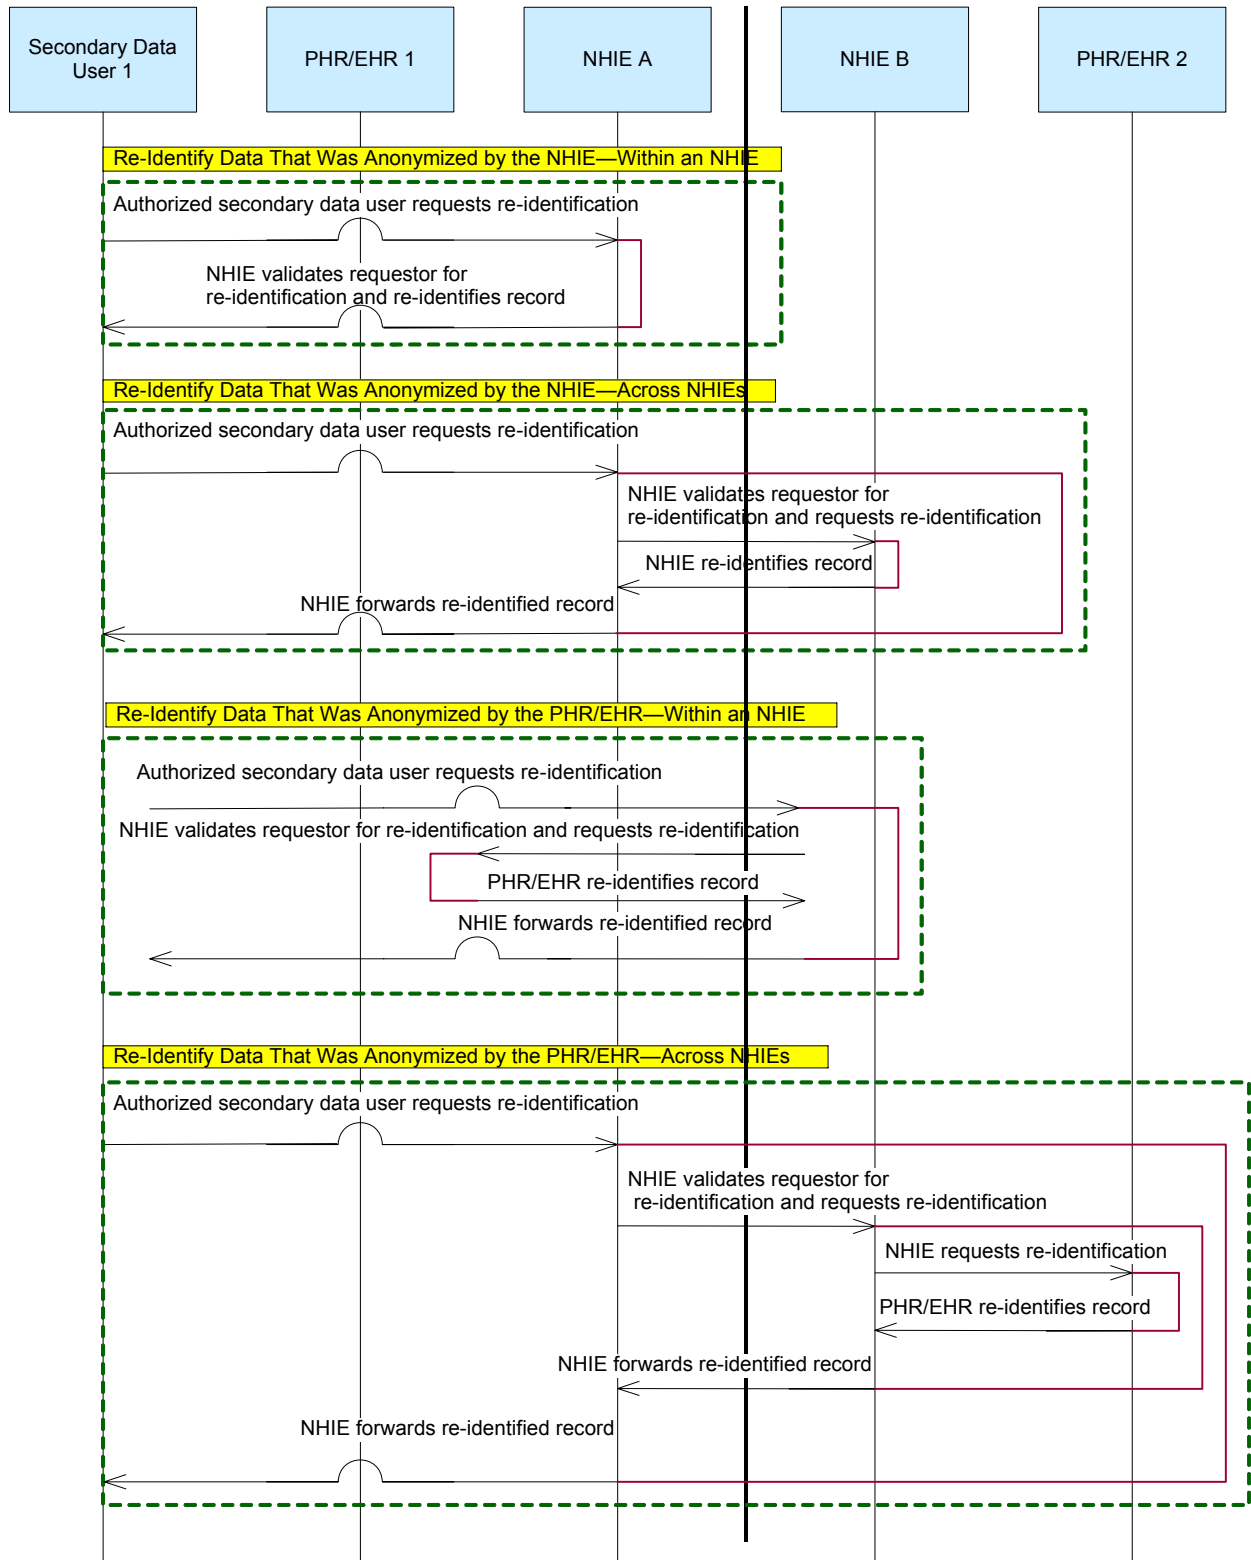 Secondary Data
User 1
PHR/EHR 1
NHIE A
NHIE B
PHR/EHR 2
Re-Identify Data That Was Anonymized by the NHIE—Within an NHIE
Authorized secondary data user requests re-identification
NHIE validates requestor for
re-identification and re-identifies record
Re-Identify Data That Was Anonymized by the NHIE—Across NHIEs
Authorized secondary data user requests re-identification
NHIE validates requestor for
re-identification and requests re-identification
NHIE re-identifies record
NHIE forwards re-identified record
Re-Identify Data That Was Anonymized by the PHR/EHR—Within an NHIE
Authorized secondary data user requests re-identification
NHIE validates requestor for re-identification and requests re-identification
PHR/EHR re-identifies record
NHIE forwards re-identified record
Re-Identify Data That Was Anonymized by the PHR/EHR—Across NHIEs
Authorized secondary data user requests re-identification
NHIE validates requestor for
re-identification and requests re-identification
NHIE requests re-identification
PHR/EHR re-identifies record
NHIE forwards re-identified record
NHIE forwards re-identified record